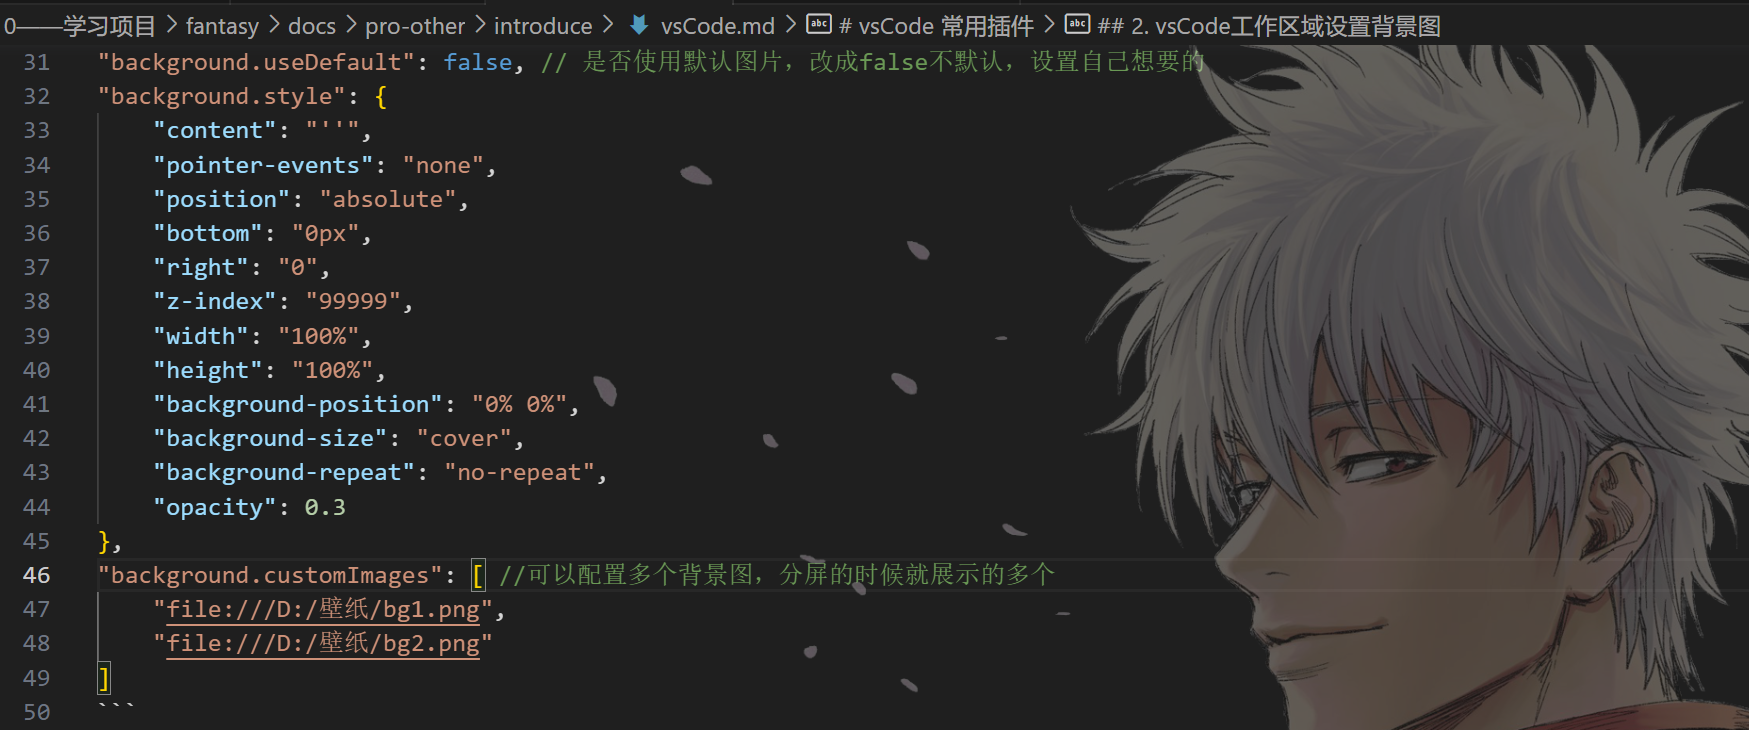 0——学习项目 > fantasy > docs > pro-other > introduce > vsCode.md > abc # vsCode 常用插件 > abc ## 2. vsCode工作区域设置背景图
31 "background.useDefault": false, // 是否使用默认图片，改成false不默认，设置自己想要的
32 "background.style": {
33 "content": "''",
34 "pointer-events": "none",
35 "position": "absolute",
36 "bottom": "0px",
37 "right": "0",
38 "z-index": "99999",
39 "width": "100%",
40 "height": "100%",
41 "background-position": "0% 0%",
42 "background-size": "cover",
43 "background-repeat": "no-repeat",
44 "opacity": 0.3
45 },
46 "background.customImages": [ //可以配置多个背景图，分屏的时候就展示的多个
47 "file:///D:/壁纸/bg1.png",
48 "file:///D:/壁纸/bg2.png"
49 ]
50 ```